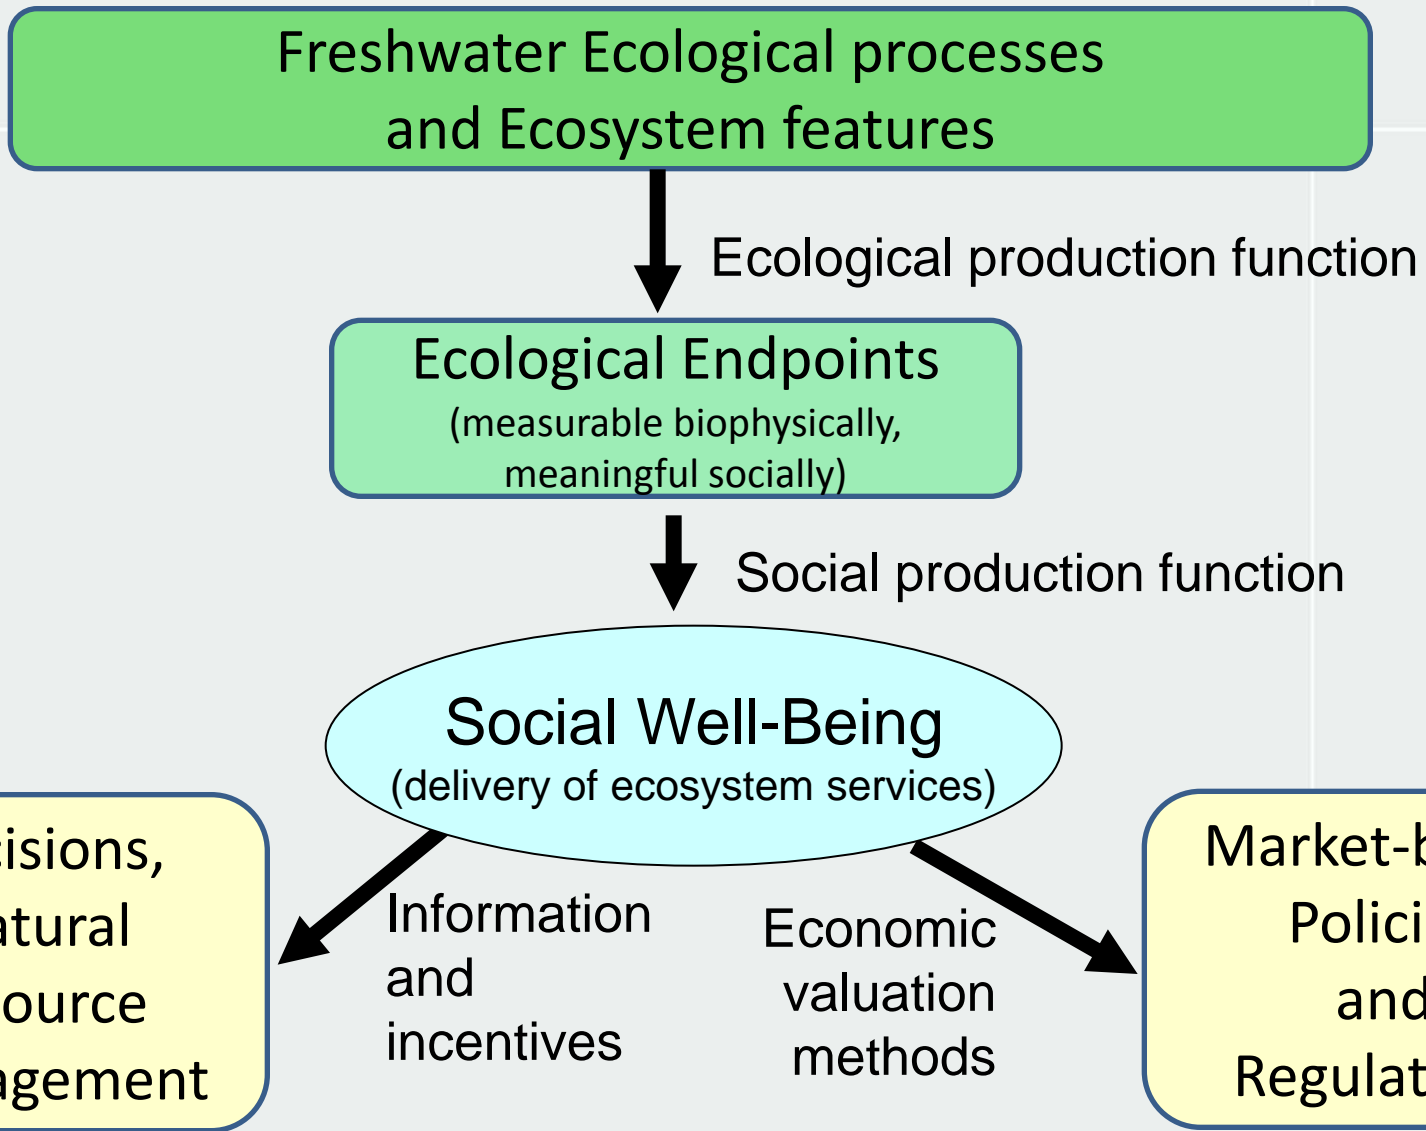 Freshwater Ecological processes
and Ecosystem features
Ecological production function
Ecological Endpoints
(measurable biophysically,
meaningful socially)
Social production function
Social Well-Being
(delivery of ecosystem services)
Information
and
incentives
Economic
valuation
methods
and